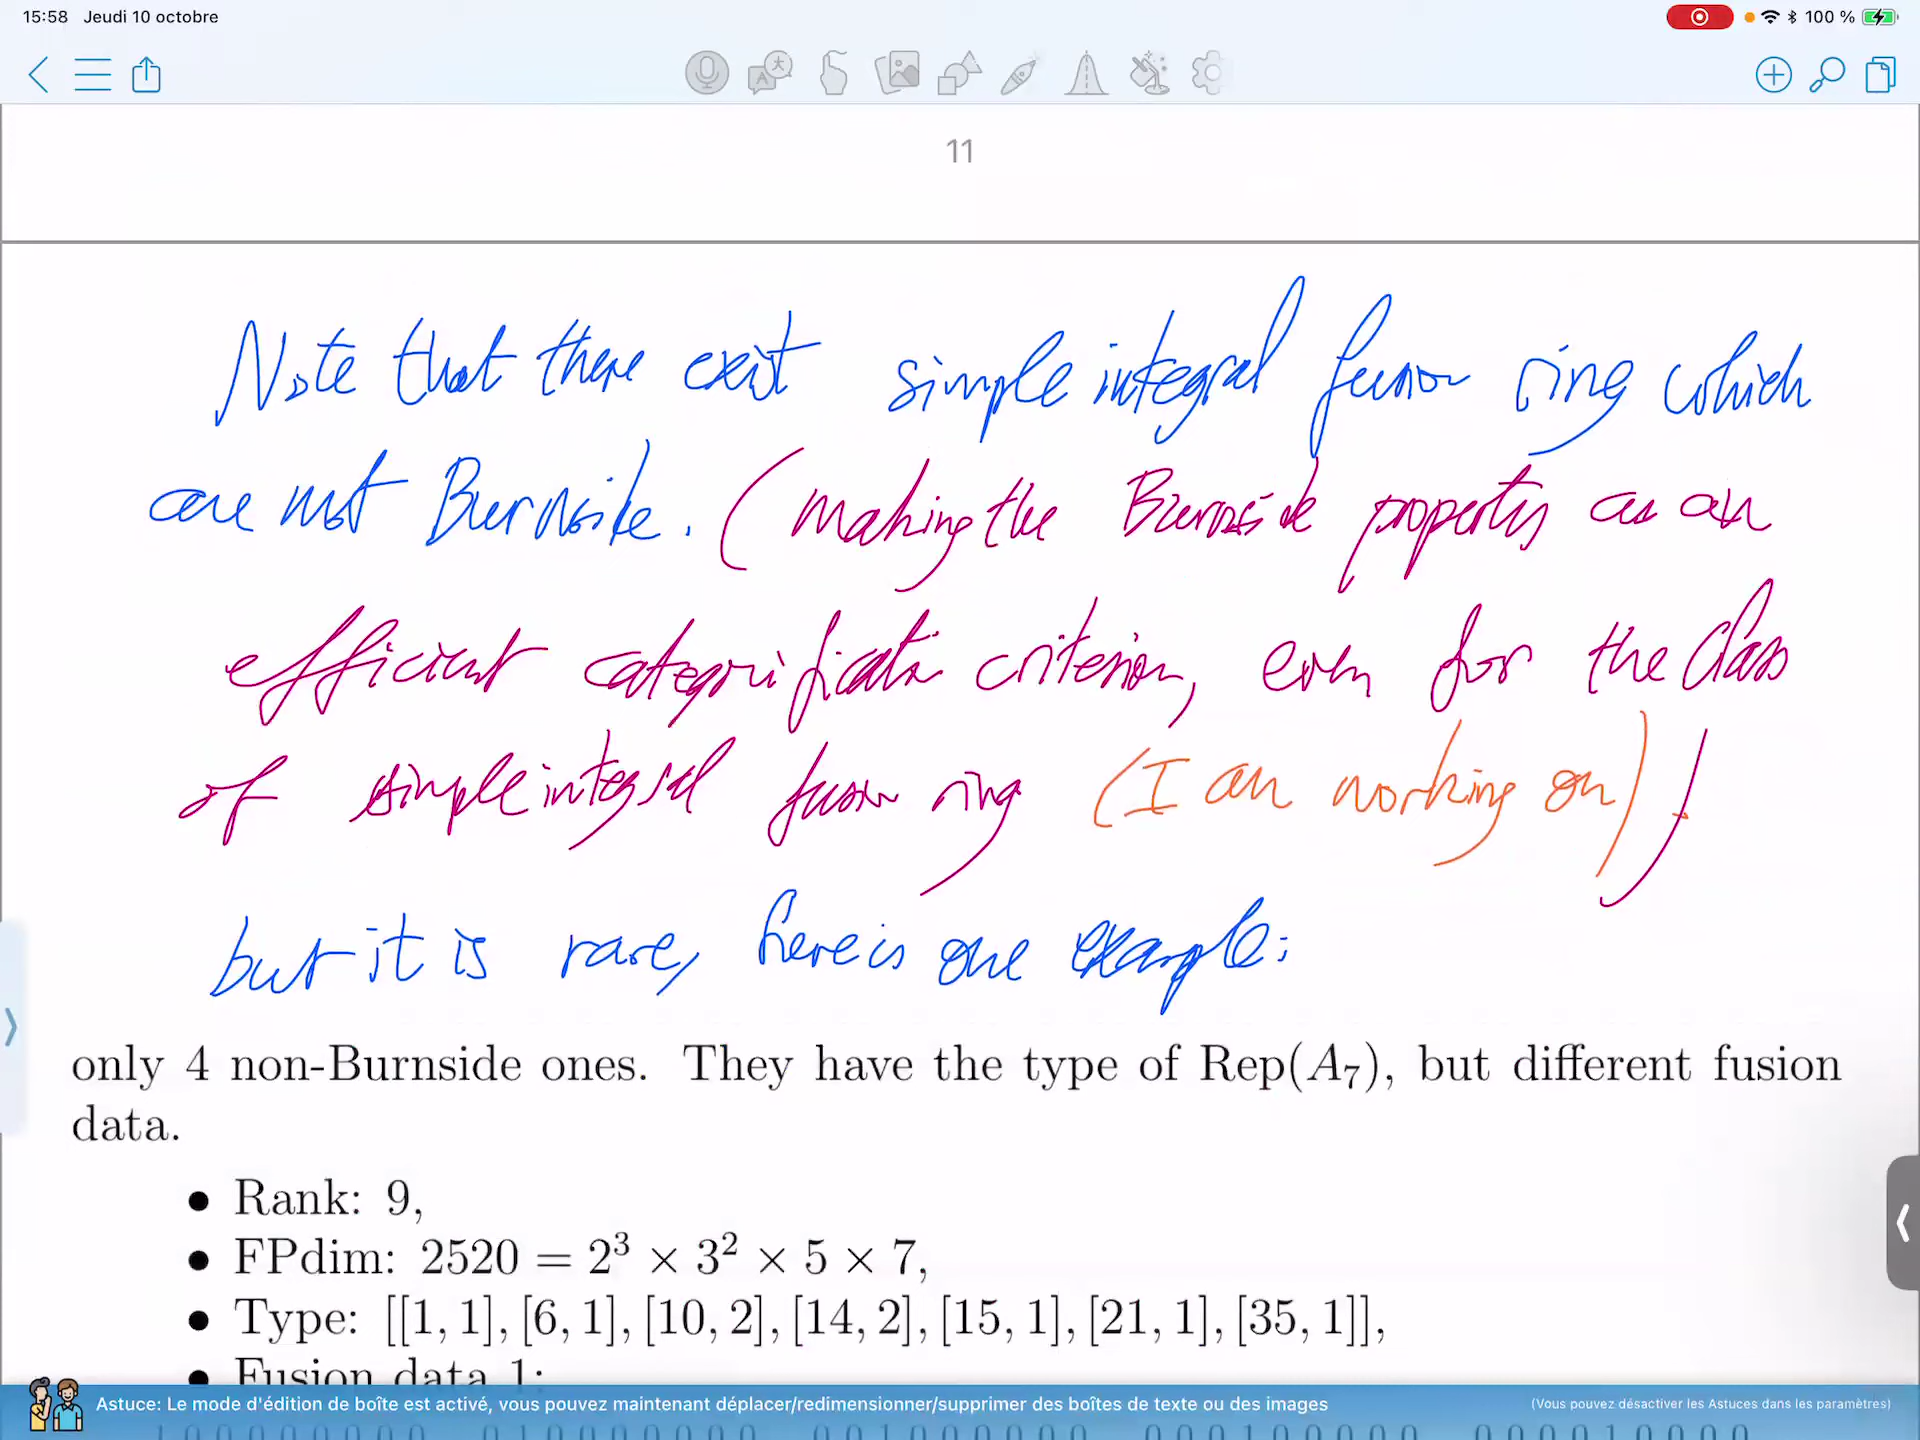 15:58 Jeudi 10 octobre
100 %
11
Note that there exist simple integral fusion ring which
are not Burnside. (making the Burnside property as an
efficient categorification criterion, even for the class
of simple integral fusion ring (I am working on))
but it is rare, here is one example:
only 4 non-Burnside ones. They have the type of Rep(A₇), but different fusion
data.
• Rank: 9,
• FPdim: 2520 = 2³ × 3² × 5 × 7,
• Type: [[1, 1], [6, 1], [10, 2], [14, 2], [15, 1], [21, 1], [35, 1]],
• Fusion data 1:
Astuce: Le mode d'édition de boîte est activé, vous pouvez maintenant déplacer/redimensionner/supprimer des boîtes de texte ou des images
(Vous pouvez désactiver les Astuces dans les paramètres)